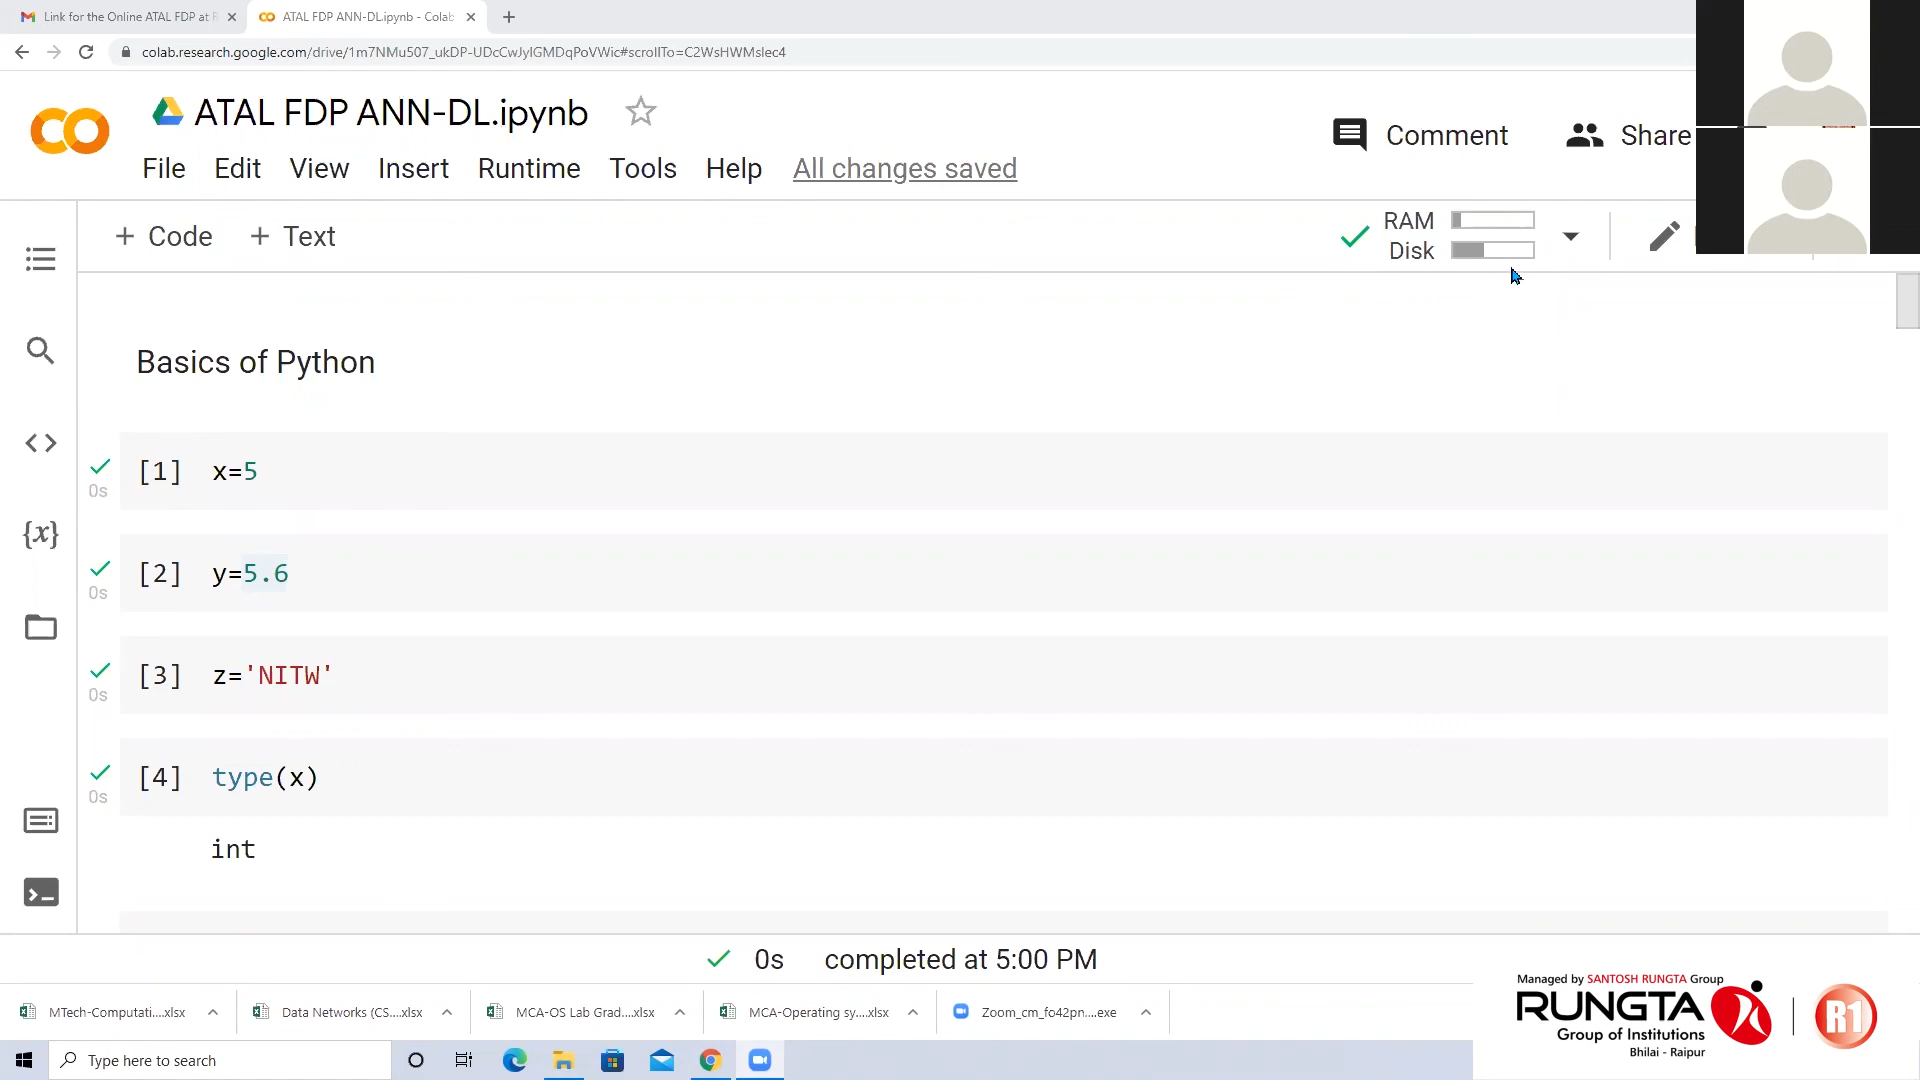 Link for the Online ATAL FDP at R
ATAL FDP ANN-DL.ipynb - Colab
colab.research.google.com/drive/1m7NMu507_ukDP-UDcCwJyIGMDqPoVWic#scrollTo=C2WsHWMslec4
ATAL FDP ANN-DL.ipynb
Comment
Share
File Edit View Insert Runtime Tools Help All changes saved
+ Code + Text
RAM
Disk
Basics of Python
[1] x=5
0s
[2] y=5.6
0s
[3] z='NITW'
0s
{x}
[4] type(x)
0s
int
0s completed at 5:00 PM
MTech-Computati....xlsx
Data Networks (CS....xlsx
MCA-OS Lab Grad....xlsx
MCA-Operating sy....xlsx
Zoom_cm_fo42pn....exe
Type here to search
Managed by SANTOSH RUNGTA Group
RUNGTA
Group of Institutions
Bhilai - Raipur
R1